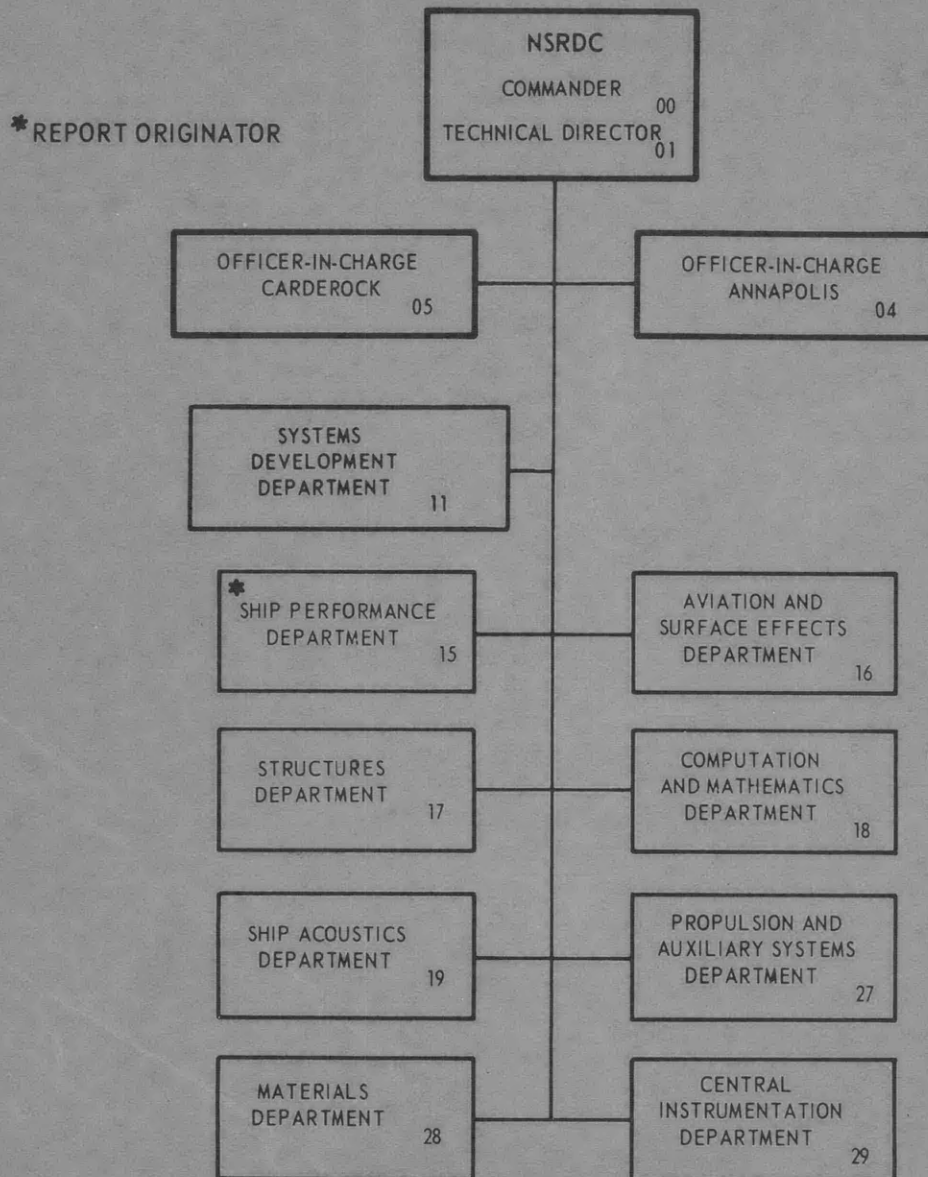 NSRDC
COMMANDER
00
TECHNICAL DIRECTOR
01
*REPORT ORIGINATOR
OFFICER-IN-CHARGE
CARDEROCK
05
OFFICER-IN-CHARGE
ANNAPOLIS
04
SYSTEMS
DEVELOPMENT
DEPARTMENT
11
*
SHIP PERFORMANCE
DEPARTMENT
15
AVIATION AND
SURFACE EFFECTS
DEPARTMENT
16
STRUCTURES
DEPARTMENT
17
COMPUTATION
AND MATHEMATICS
DEPARTMENT
18
SHIP ACOUSTICS
DEPARTMENT
19
PROPULSION AND
AUXILIARY SYSTEMS
DEPARTMENT
27
MATERIALS
DEPARTMENT
28
CENTRAL
INSTRUMENTATION
DEPARTMENT
29